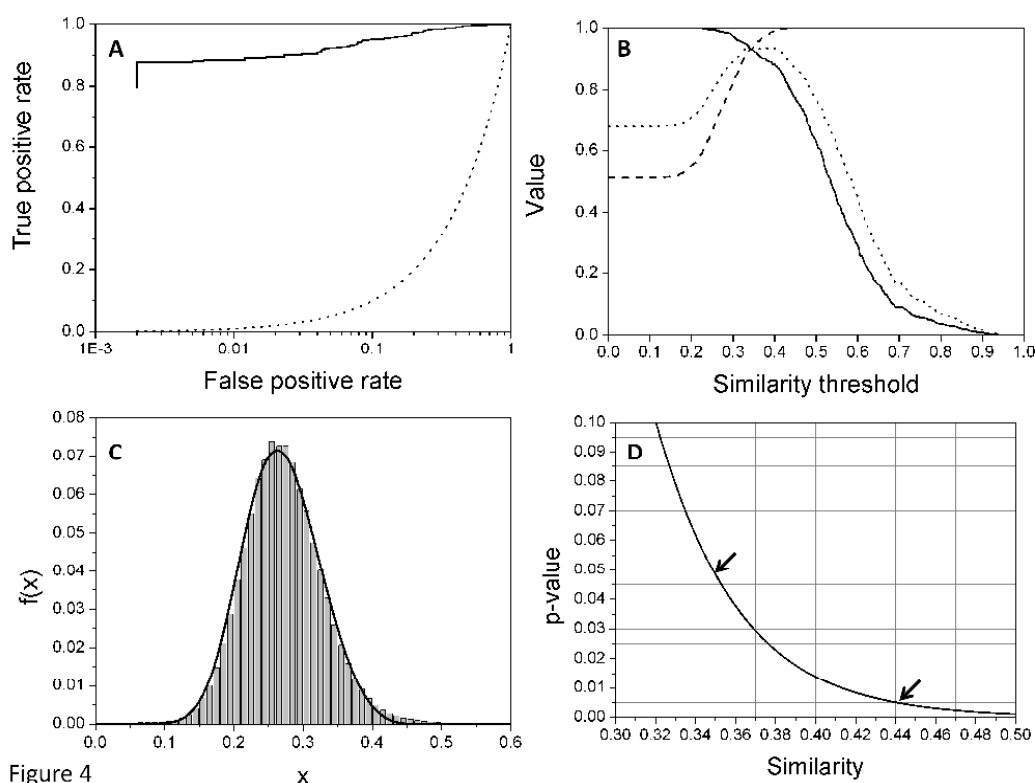 A
True positive rate
1.0
0.8
0.6
0.4
0.2
0.0
1E-3 0.01 0.1 1
False positive rate
B
Value
1.0
0.8
0.6
0.4
0.2
0.0
0.0 0.1 0.2 0.3 0.4 0.5 0.6 0.7 0.8 0.9 1.0
Similarity threshold
C
f(x)
0.08
0.07
0.06
0.05
0.04
0.03
0.02
0.01
0.00
0.0 0.1 0.2 0.3 0.4 0.5 0.6
x
D
p-value
0.10
0.09
0.08
0.07
0.06
0.05
0.04
0.03
0.02
0.01
0.00
0.30 0.32 0.34 0.36 0.38 0.40 0.42 0.44 0.46 0.48 0.50
Similarity
Figure 4